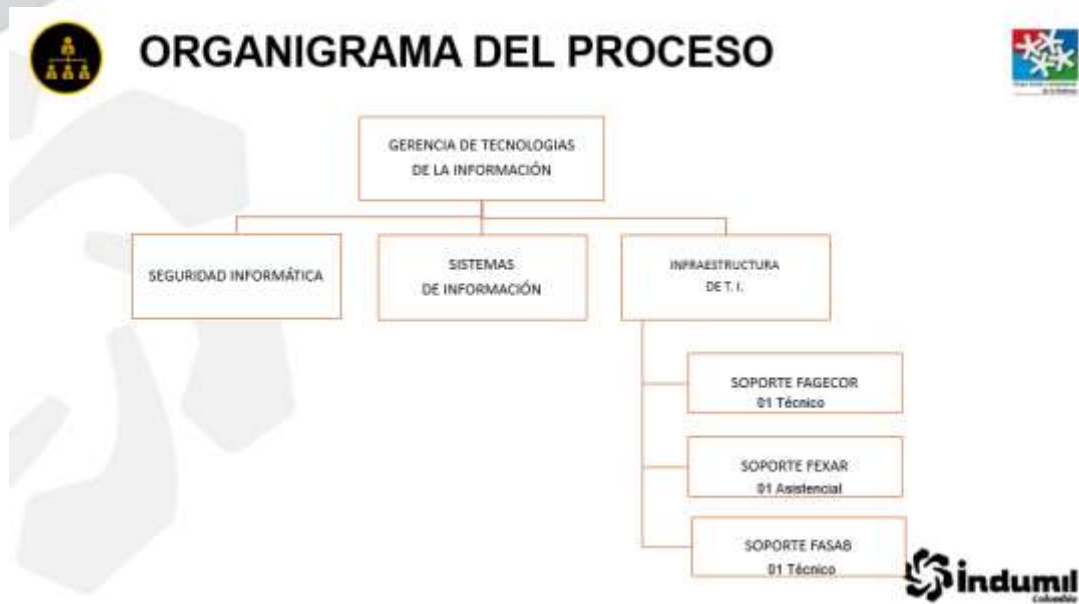 ORGANIGRAMA DEL PROCESO
GERENCIA DE TECNOLOGIAS
DE LA INFORMACIÓN
SEGURIDAD INFORMÁTICA
SISTEMAS
DE INFORMACIÓN
INFRAESTRUCTURA
DE T. I.
SOPORTE FAGECOR
01 Técnico
SOPORTE FEXAR
01 Asistencial
SOPORTE FASAB
01 Técnico
indumil
Colombia